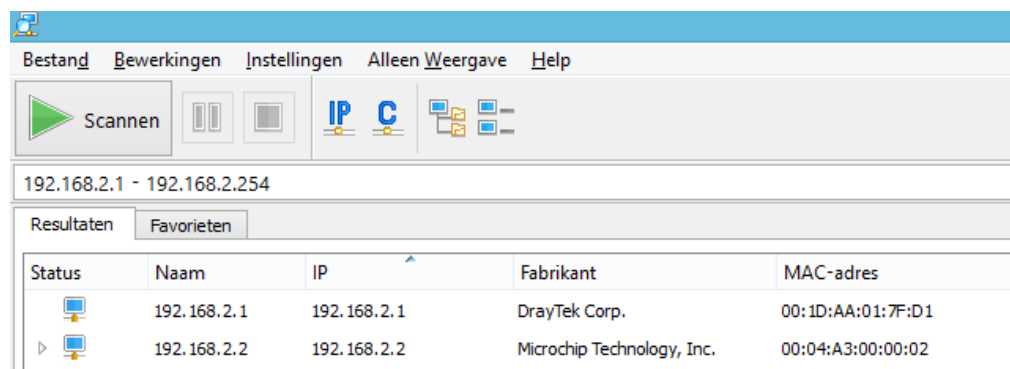 Bestand Bewerkingen Instellingen Alleen Weergave Help
Scannen IP C
192.168.2.1 - 192.168.2.254
Resultaten Favorieten
Status Naam IP Fabrikant MAC-adres
192.168.2.1 192.168.2.1 DrayTek Corp. 00:1D:AA:01:7F:D1
192.168.2.2 192.168.2.2 Microchip Technology, Inc. 00:04:A3:00:00:02